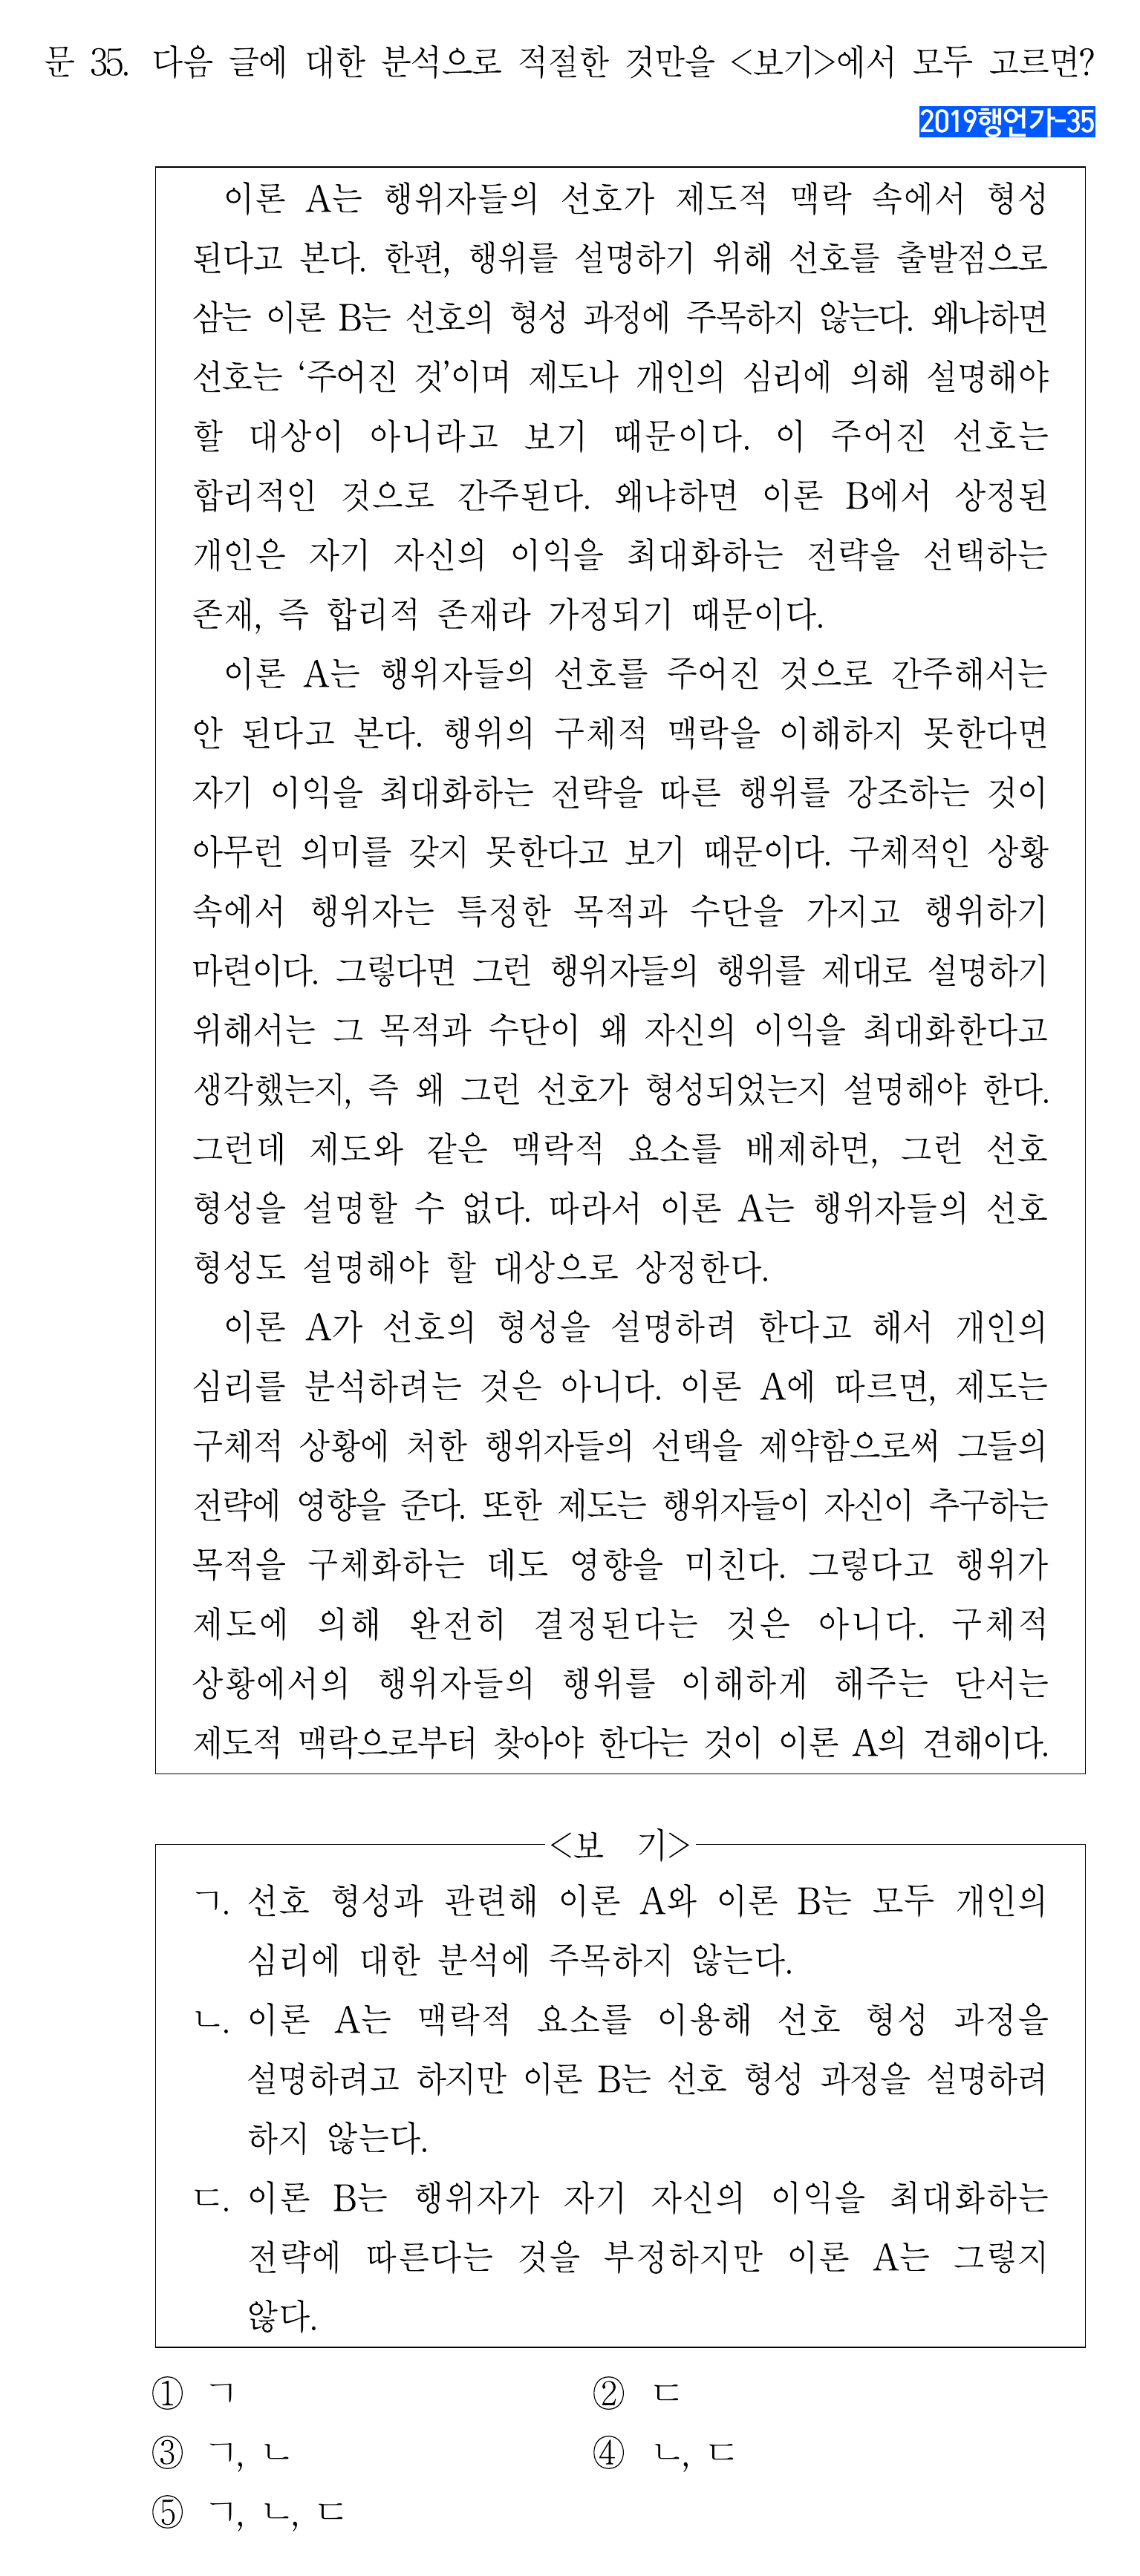 문 35. 다음 글에 대한 분석으로 적절한 것만을 <보기>에서 모두 고르면?
2019행언가-35
이론 A는 행위자들의 선호가 제도적 맥락 속에서 형성
된다고 본다. 한편, 행위를 설명하기 위해 선호를 출발점으로
삼는 이론 B는 선호의 형성 과정에 주목하지 않는다. 왜냐하면
선호는 ‘주어진 것’이며 제도나 개인의 심리에 의해 설명해야
할 대상이 아니라고 보기 때문이다. 이 주어진 선호는
합리적인 것으로 간주된다. 왜냐하면 이론 B에서 상정된
개인은 자기 자신의 이익을 최대화하는 전략을 선택하는
존재, 즉 합리적 존재라 가정되기 때문이다.
이론 A는 행위자들의 선호를 주어진 것으로 간주해서는
안 된다고 본다. 행위의 구체적 맥락을 이해하지 못한다면
자기 이익을 최대화하는 전략을 따른 행위를 강조하는 것이
아무런 의미를 갖지 못한다고 보기 때문이다. 구체적인 상황
속에서 행위자는 특정한 목적과 수단을 가지고 행위하기
마련이다. 그렇다면 그런 행위자들의 행위를 제대로 설명하기
위해서는 그 목적과 수단이 왜 자신의 이익을 최대화한다고
생각했는지, 즉 왜 그런 선호가 형성되었는지 설명해야 한다.
그런데 제도와 같은 맥락적 요소를 배제하면, 그런 선호
형성을 설명할 수 없다. 따라서 이론 A는 행위자들의 선호
형성도 설명해야 할 대상으로 상정한다.
이론 A가 선호의 형성을 설명하려 한다고 해서 개인의
심리를 분석하려는 것은 아니다. 이론 A에 따르면, 제도는
구체적 상황에 처한 행위자들의 선택을 제약함으로써 그들의
전략에 영향을 준다. 또한 제도는 행위자들이 자신이 추구하는
목적을 구체화하는 데도 영향을 미친다. 그렇다고 행위가
제도에 의해 완전히 결정된다는 것은 아니다. 구체적
상황에서의 행위자들의 행위를 이해하게 해주는 단서는
제도적 맥락으로부터 찾아야 한다는 것이 이론 A의 견해이다.
<보 기>
ㄱ. 선호 형성과 관련해 이론 A와 이론 B는 모두 개인의
심리에 대한 분석에 주목하지 않는다.
ㄴ. 이론 A는 맥락적 요소를 이용해 선호 형성 과정을
설명하려고 하지만 이론 B는 선호 형성 과정을 설명하려
하지 않는다.
ㄷ. 이론 B는 행위자가 자기 자신의 이익을 최대화하는
전략에 따른다는 것을 부정하지만 이론 A는 그렇지
않다.
① ㄱ ② ㄷ
③ ㄱ, ㄴ ④ ㄴ, ㄷ
⑤ ㄱ, ㄴ, ㄷ